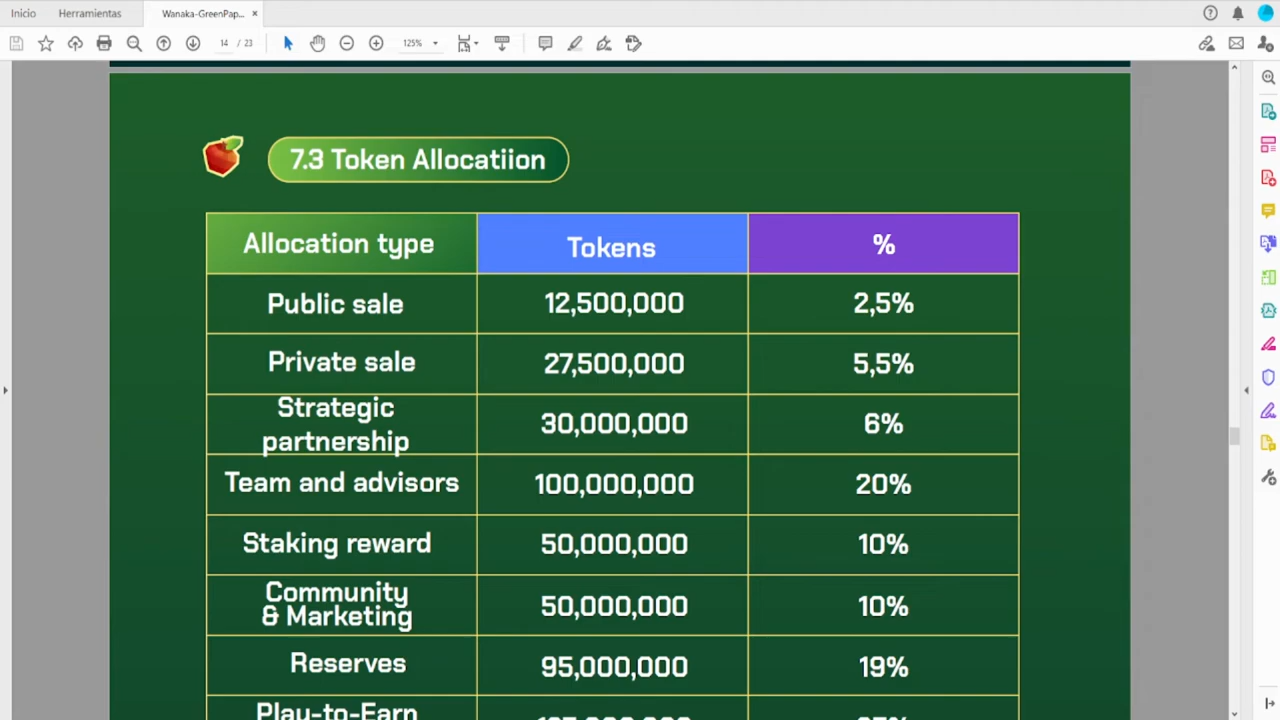 Inicio Herramientas Wanaka-GreenPap... ×
14 / 23 125%
7.3 Token Allocatiion
Allocation type Tokens %
Public sale 12,500,000 2,5%
Private sale 27,500,000 5,5%
Strategic
partnership 30,000,000 6%
Team and advisors 100,000,000 20%
Staking reward 50,000,000 10%
Community
& Marketing 50,000,000 10%
Reserves 95,000,000 19%
Play-to-Earn